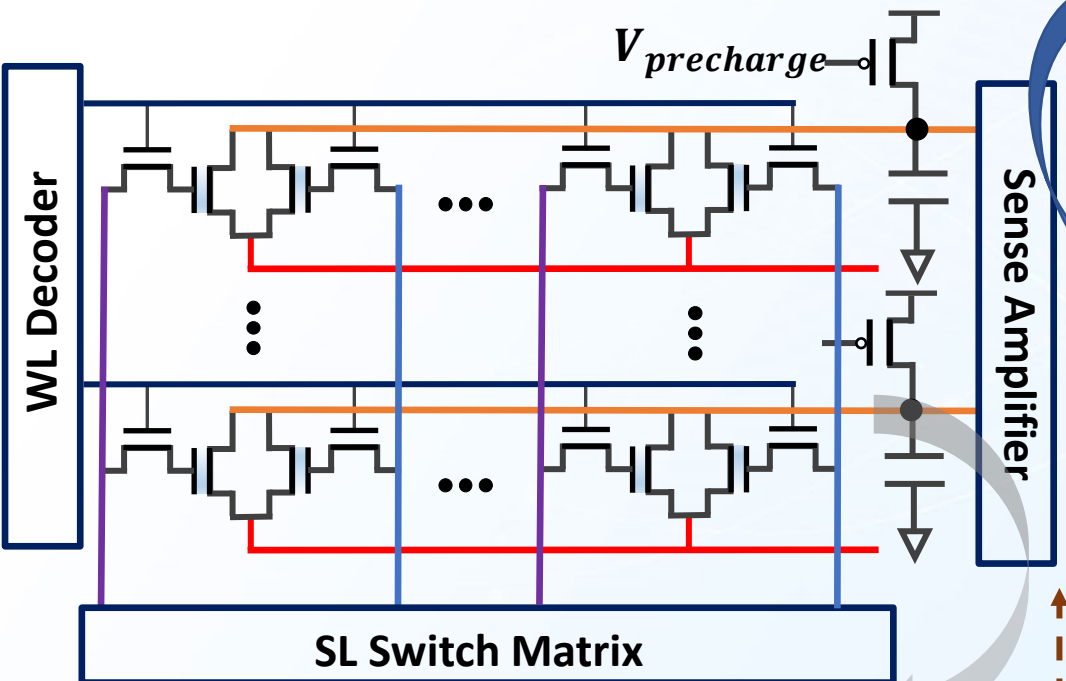 V_precharge
WL Decoder
Sense Amplifier
SL Switch Matrix